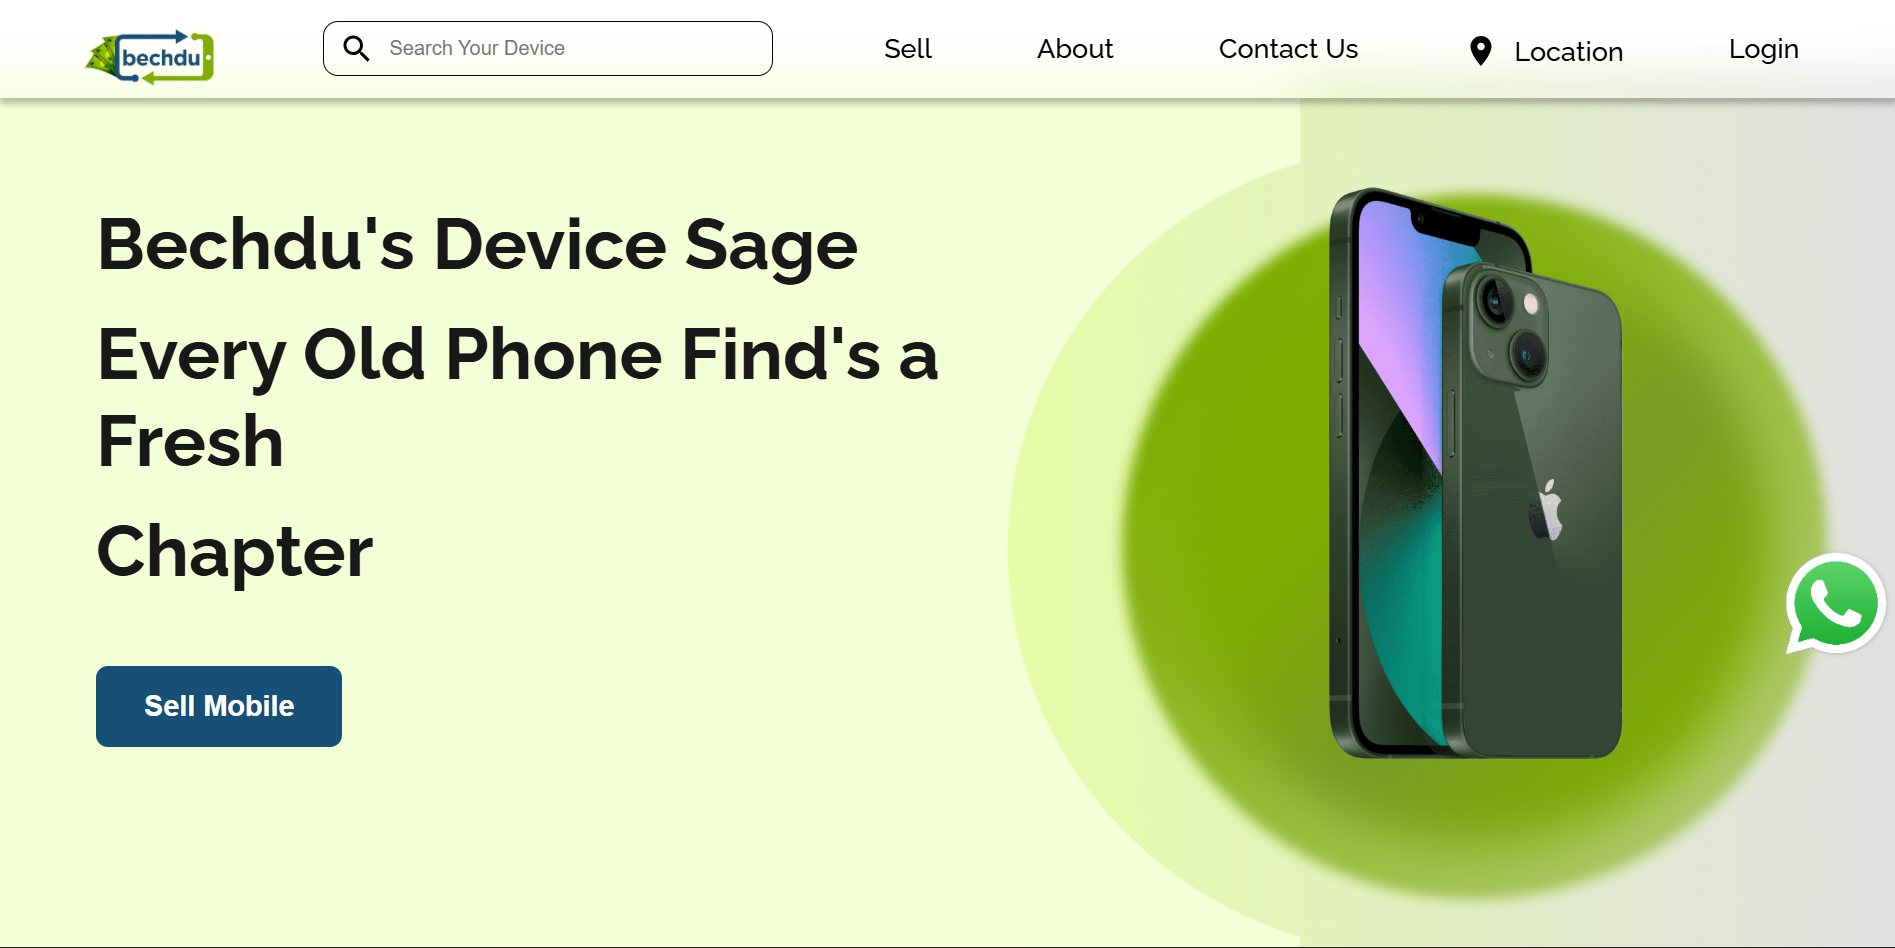 bechdu
Search Your Device
Sell
About
Contact Us
Location
Login
Bechdu's Device Sage
Every Old Phone Find's a
Fresh
Chapter
Sell Mobile